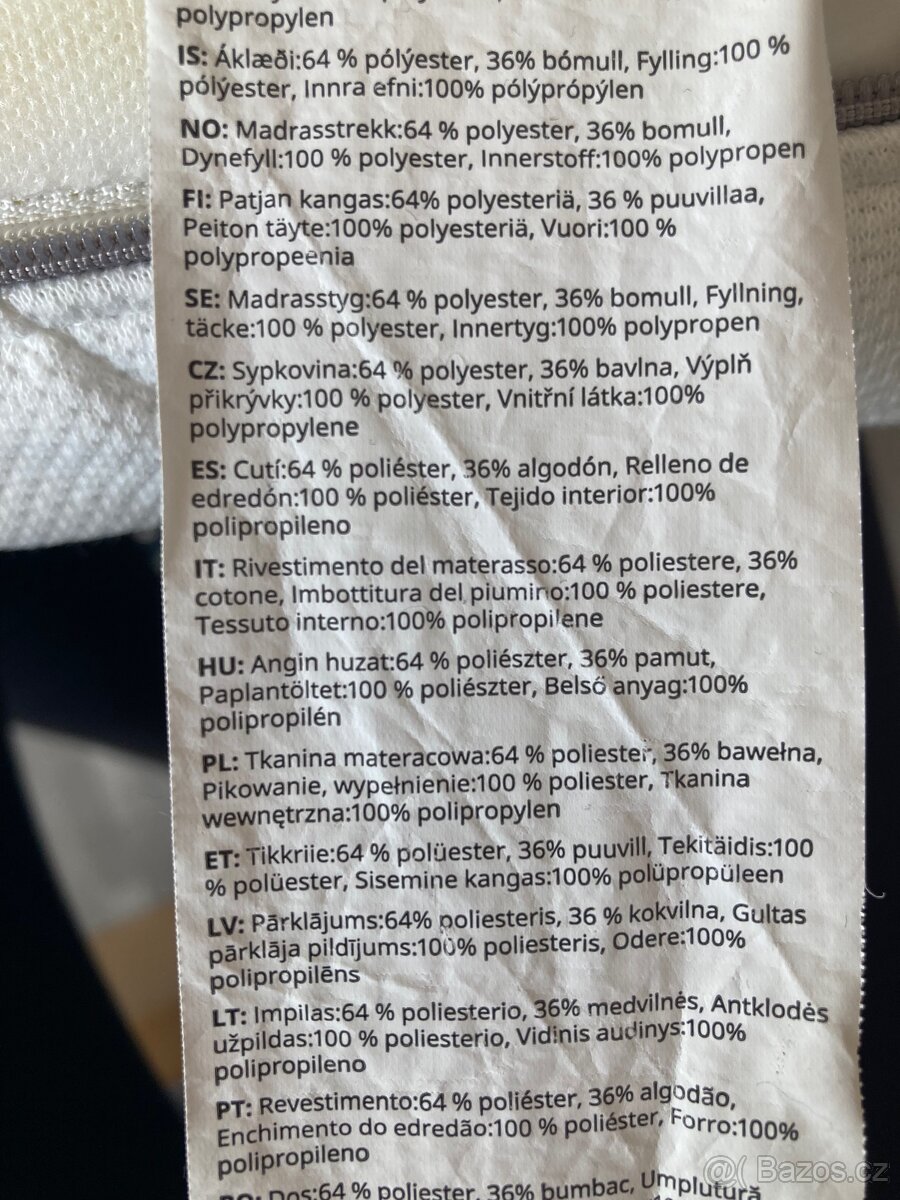 polypropylen
IS: Áklæði:64 % pólýester, 36% bómull, Fylling:100 %
pólýester, Innra efni:100% pólýprópýlen
NO: Madrasstrekk:64 % polyester, 36% bomull,
Dynefyll:100 % polyester, Innerstoff:100% polypropen
FI: Patjan kangas:64% polyesteriä, 36 % puuvillaa,
Peiton täyte:100% polyesteriä, Vuori:100 %
polypropeenia
SE: Madrasstyg:64 % polyester, 36% bomull, Fyllning,
täcke:100 % polyester, Innertyg:100% polypropen
CZ: Sypkovina:64 % polyester, 36% bavlna, Výplň
přikrývky:100 % polyester, Vnitřní látka:100%
polypropylene
ES: Cutí:64 % poliéster, 36% algodón, Relleno de
edredón:100 % poliéster, Tejido interior:100%
polipropileno
IT: Rivestimento del materasso:64 % poliestere, 36%
cotone, Imbottitura del piumino:100 % poliestere,
Tessuto interno:100% polipropilene
HU: Angin huzat:64 % poliészter, 36% pamut,
Paplantöltet:100 % poliészter, Belső anyag:100%
polipropilén
PL: Tkanina materacowa:64 % poliester, 36% bawełna,
Pikowanie, wypełnienie:100 % poliester, Tkanina
wewnętrzna:100% polipropylen
ET: Tikkriie:64 % polüester, 36% puuvill, Tekitäidis:100
% polüester, Sisemine kangas:100% polüpropüleen
LV: Pārklājums:64% poliesteris, 36 % kokvilna, Gultas
pārklāja pildījums:100% poliesteris, Odere:100%
polipropilēns
LT: Impilas:64 % poliesterio, 36% medvilnės, Antklodės
užpildas:100 % poliesterio, Vidinis audinys:100%
polipropileno
PT: Revestimento:64 % poliéster, 36% algodão,
Enchimento do edredão:100 % poliéster, Forro:100%
polipropileno
RO: Dos:64 % poliester, 36% bumbac, Umplutură
Bazos.cz